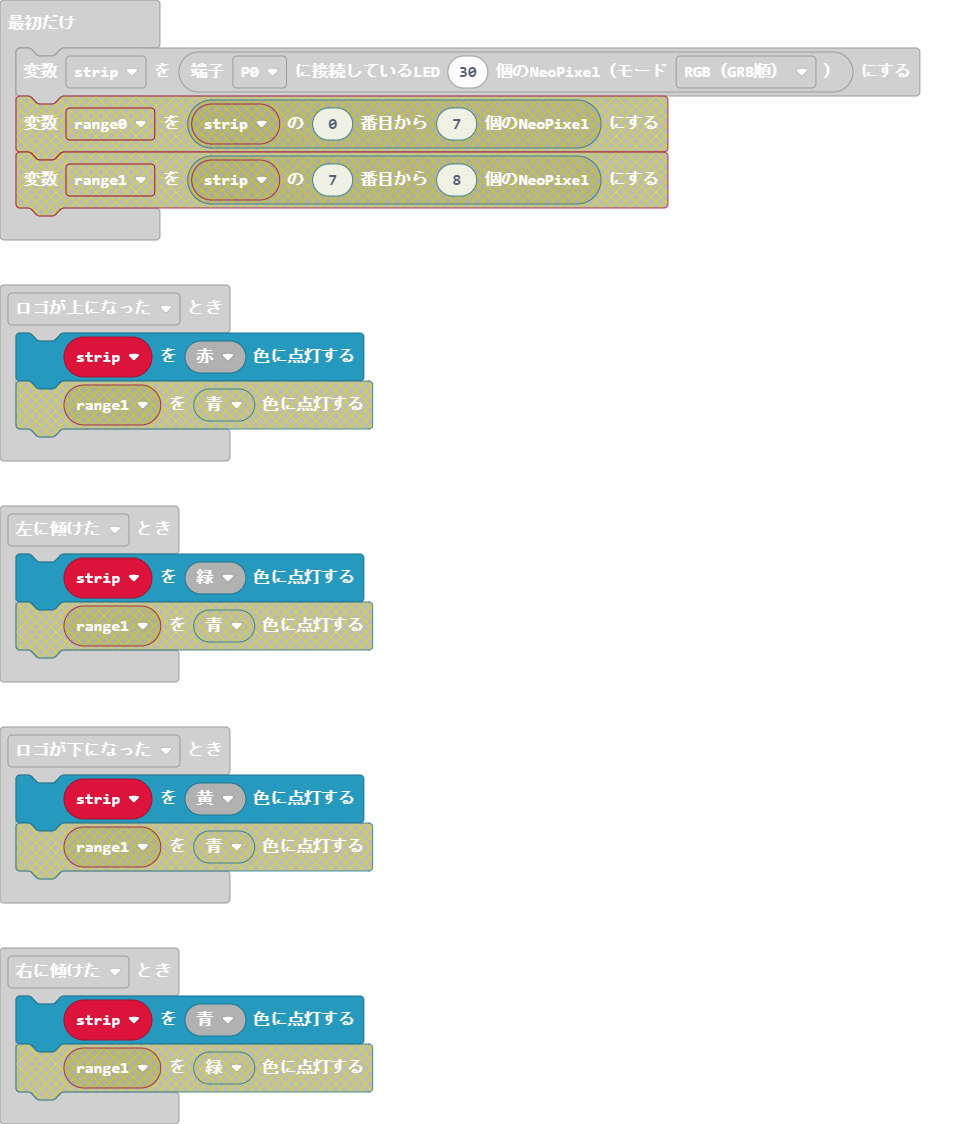 最初だけ
変数 strip を 端子 P0 に接続しているLED 30 個のNeoPixel（モード RGB（GRB順） ） にする
変数 range0 を strip の 0 番目から 7 個のNeoPixel にする
変数 range1 を strip の 7 番目から 8 個のNeoPixel にする
ロゴが上になった とき
strip を 赤 色に点灯する
range1 を 青 色に点灯する
左に傾けた とき
strip を 緑 色に点灯する
range1 を 青 色に点灯する
ロゴが下になった とき
strip を 黄 色に点灯する
range1 を 青 色に点灯する
右に傾けた とき
strip を 青 色に点灯する
range1 を 緑 色に点灯する